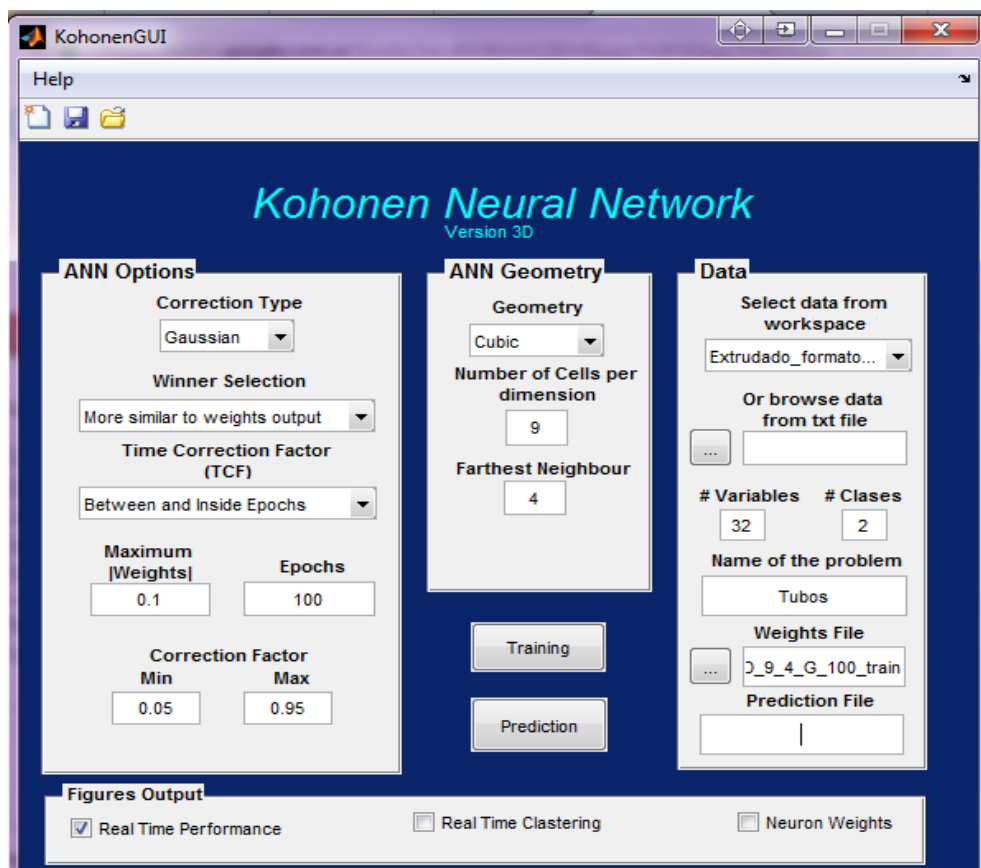 KohonenGUI
Help
Kohonen Neural Network
Version 3D
ANN Options
Correction Type
Gaussian
Winner Selection
More similar to weights output
Time Correction Factor
(TCF)
Between and Inside Epochs
Maximum
|Weights|
Epochs
0.1
100
Correction Factor
Min
Max
0.05
0.95
ANN Geometry
Geometry
Cubic
Number of Cells per
dimension
9
Farthest Neighbour
4
Training
Prediction
Data
Select data from
workspace
Extrudado_formato...
Or browse data
from txt file
...
# Variables
# Clases
32
2
Name of the problem
Tubos
Weights File
...
O_9_4_G_100_train
Prediction File
Figures Output
Real Time Performance
Real Time Clastering
Neuron Weights